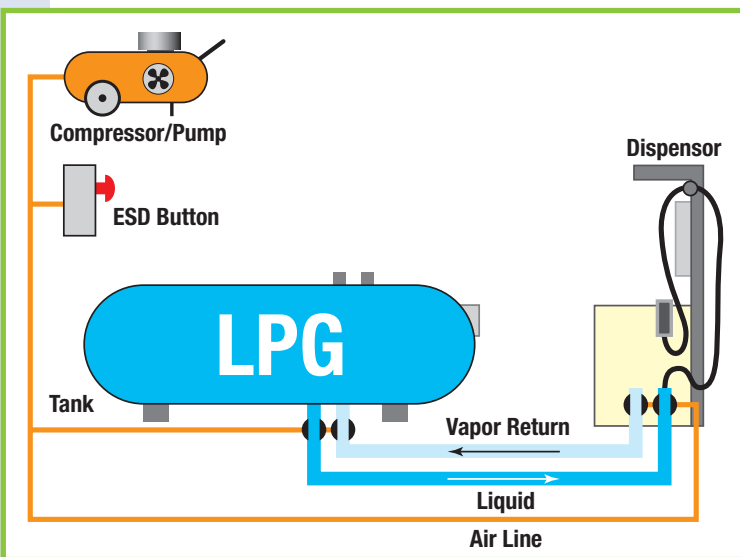 Compressor/Pump
Dispensor
ESD Button
LPG
Tank
Vapor Return
Liquid
Air Line